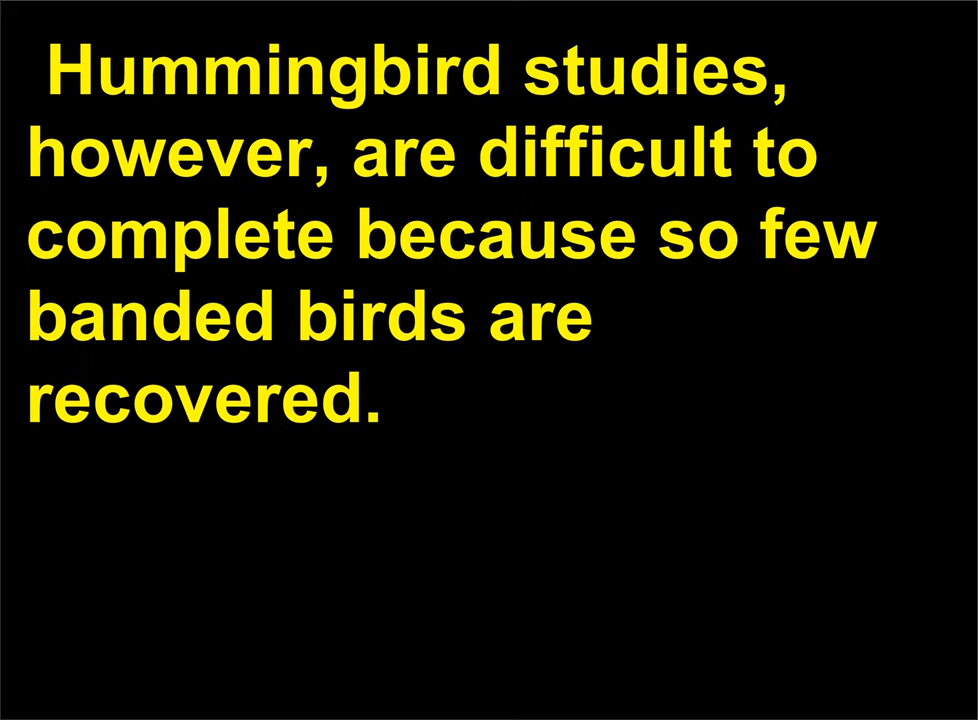 Hummingbird studies,
however, are difficult to
complete because so few
banded birds are
recovered.